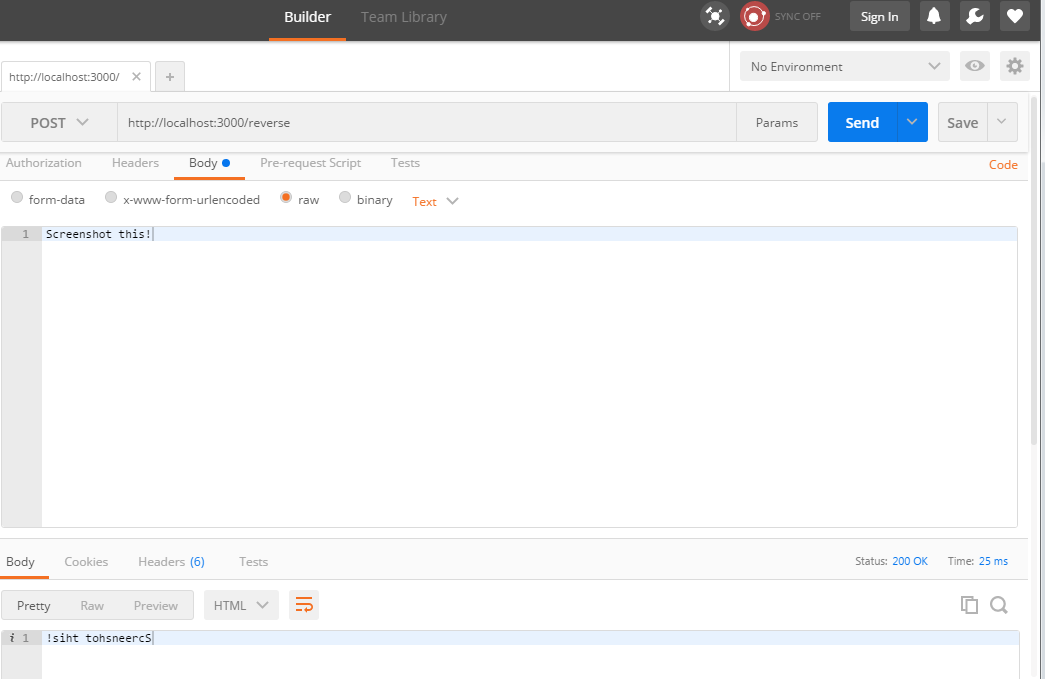 Builder Team Library SYNC OFF Sign In
http://localhost:3000/ No Environment
POST http://localhost:3000/reverse Params Send Save
Authorization Headers Body Pre-request Script Tests Code
form-data x-www-form-urlencoded raw binary Text
1 Screenshot this!
Body Cookies Headers (6) Tests Status: 200 OK Time: 25 ms
Pretty Raw Preview HTML
i 1 !siht tohsneercS